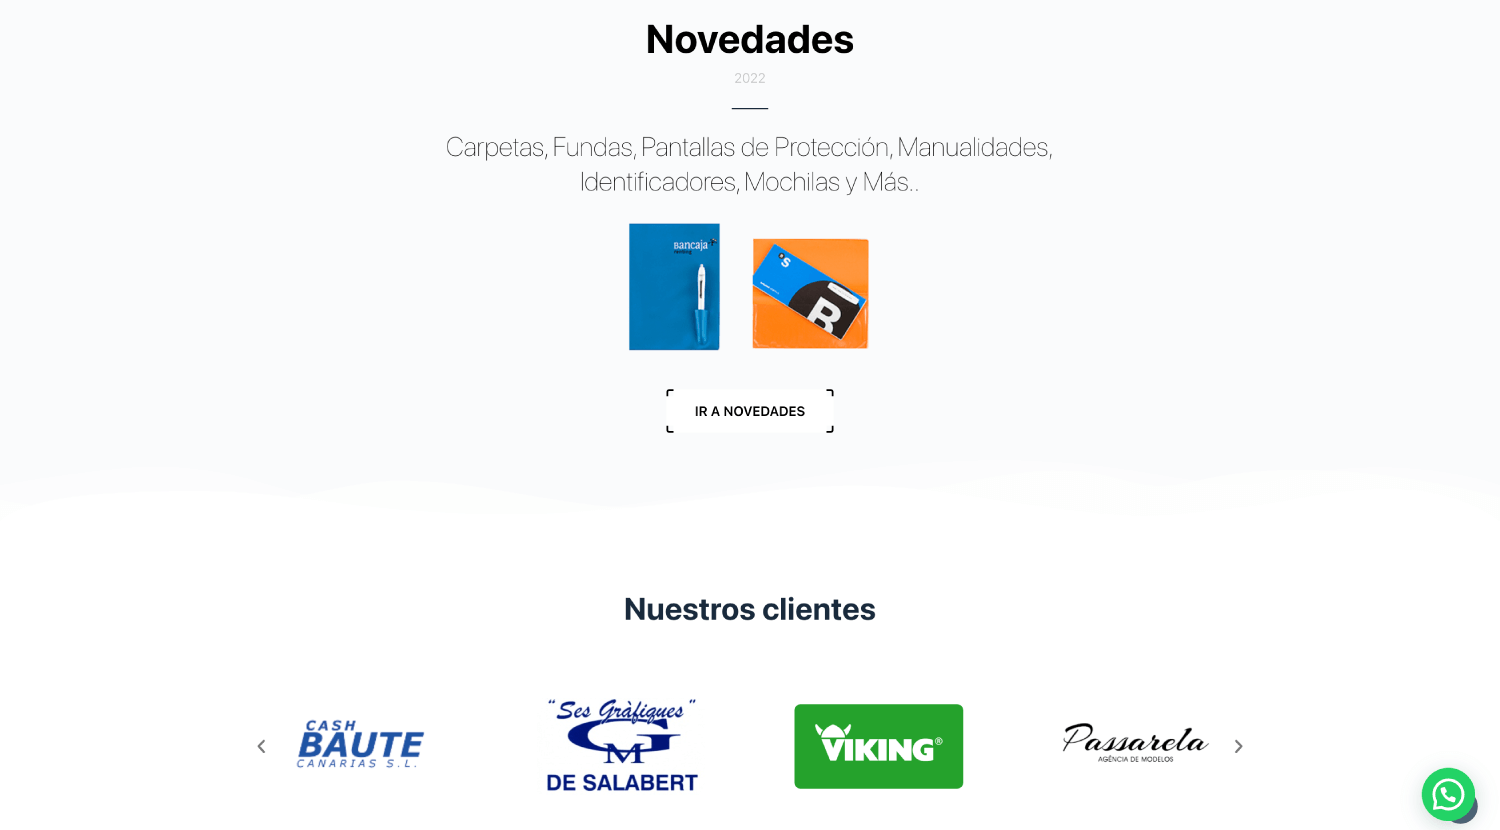 Novedades
2022
Carpetas, Fundas, Pantallas de Protección, Manualidades,
Identificadores, Mochilas y Más..
Bancaja
S
B
IR A NOVEDADES
Nuestros clientes
CASH
BAUTE
CANARIAS S.L.
"Ses Gràfiques"
GM
DE SALABERT
VIKING®
Passarela
AGÊNCIA DE MODELOS